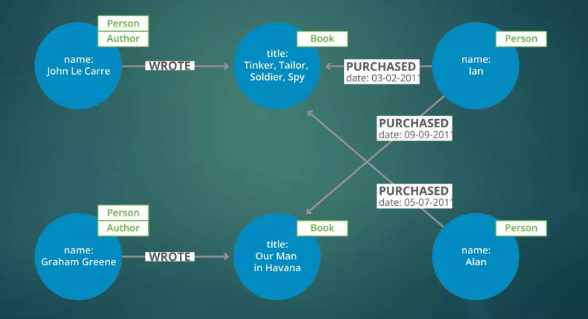 Person
Author
name:
John Le Carre
WROTE
Book
title:
Tinker, Tailor,
Soldier, Spy
PURCHASED
date: 03-02-2011
Person
name:
Ian
PURCHASED
date: 09-09-2011
PURCHASED
date: 05-07-2011
Person
Author
name:
Graham Greene
WROTE
Book
title:
Our Man
in Havana
Person
name:
Alan